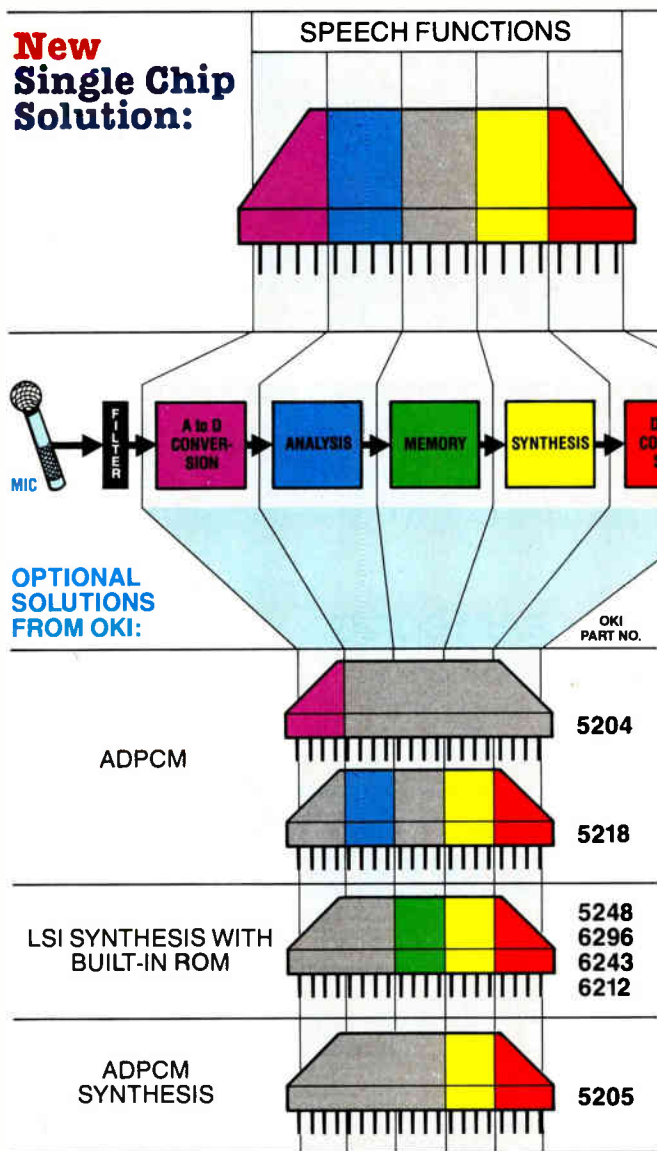 New
Single Chip
Solution:
SPEECH FUNCTIONS
MIC
FILTER
A to D
CONVER-
SION
ANALYSIS
MEMORY
SYNTHESIS
OPTIONAL
SOLUTIONS
FROM OKI:
OKI
PART NO.
ADPCM
5204
5218
LSI SYNTHESIS WITH
BUILT-IN ROM
5248
6296
6243
6212
ADPCM
SYNTHESIS
5205